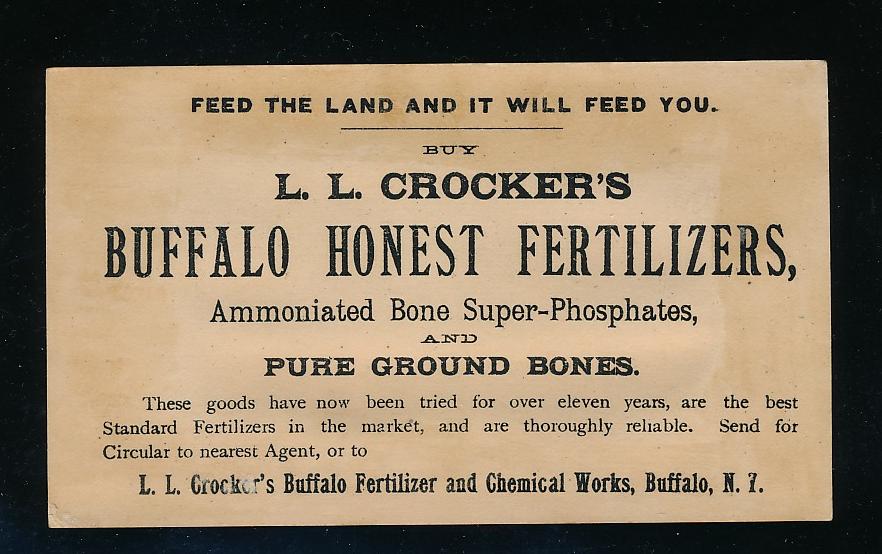 FEED THE LAND AND IT WILL FEED YOU.
BUY
L. L. CROCKER'S
BUFFALO HONEST FERTILIZERS,
Ammoniated Bone Super-Phosphates,
AND
PURE GROUND BONES.
These goods have now been tried for over eleven years, are the best
Standard Fertilizers in the market, and are thoroughly reliable. Send for
Circular to nearest Agent, or to
L. L. Crocker's Buffalo Fertilizer and Chemical Works, Buffalo, N. Y.